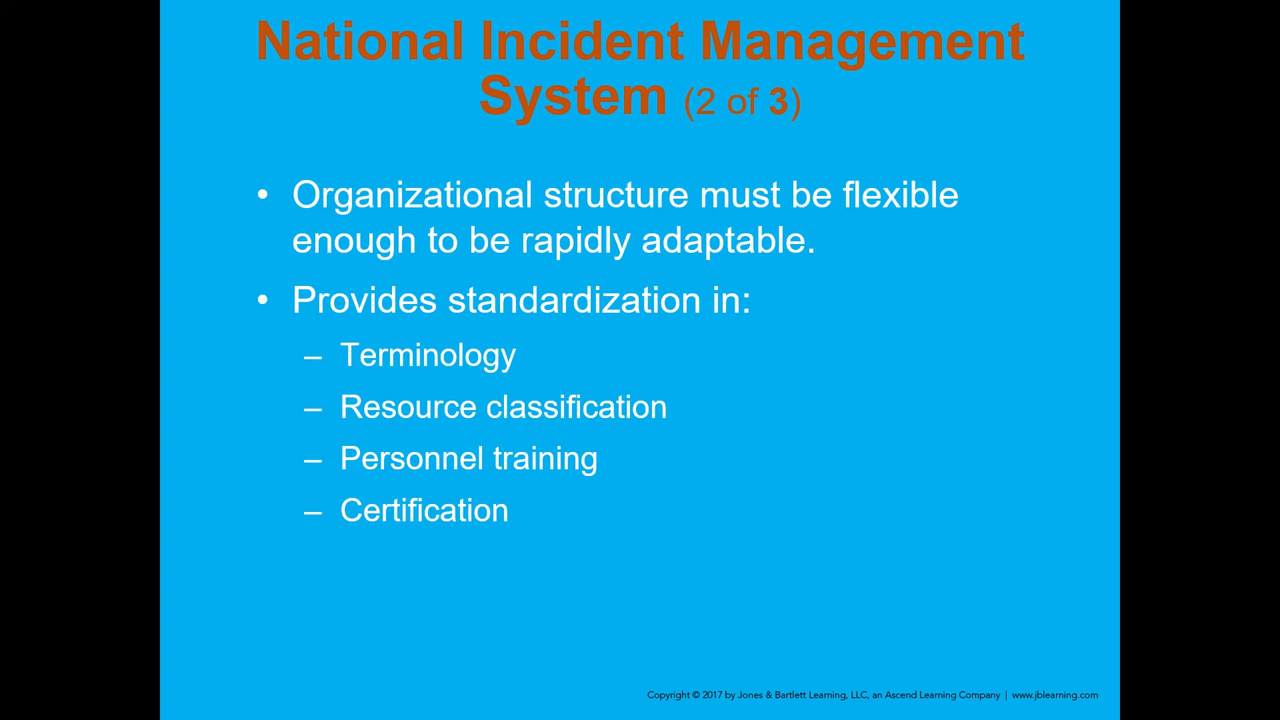 National Incident Management
System (2 of 3)
• Organizational structure must be flexible
enough to be rapidly adaptable.
• Provides standardization in:
– Terminology
– Resource classification
– Personnel training
– Certification
Copyright © 2017 by Jones & Bartlett Learning, LLC, an Ascend Learning Company | www.jblearning.com